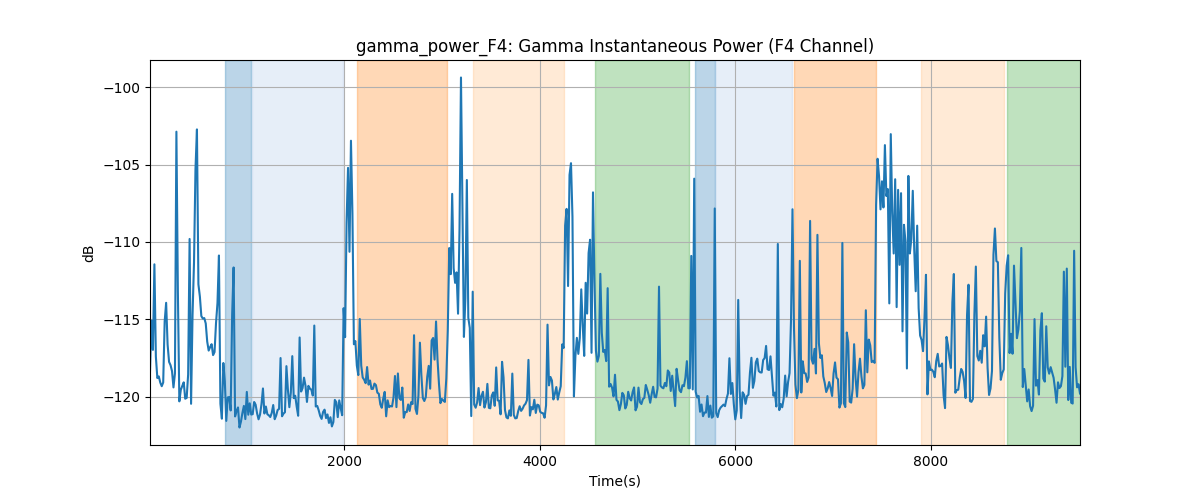 gamma_power_F4: Gamma Instantaneous Power (F4 Channel)
−100
−105
−110
−115
−120
dB
2000 4000 6000 8000
Time(s)